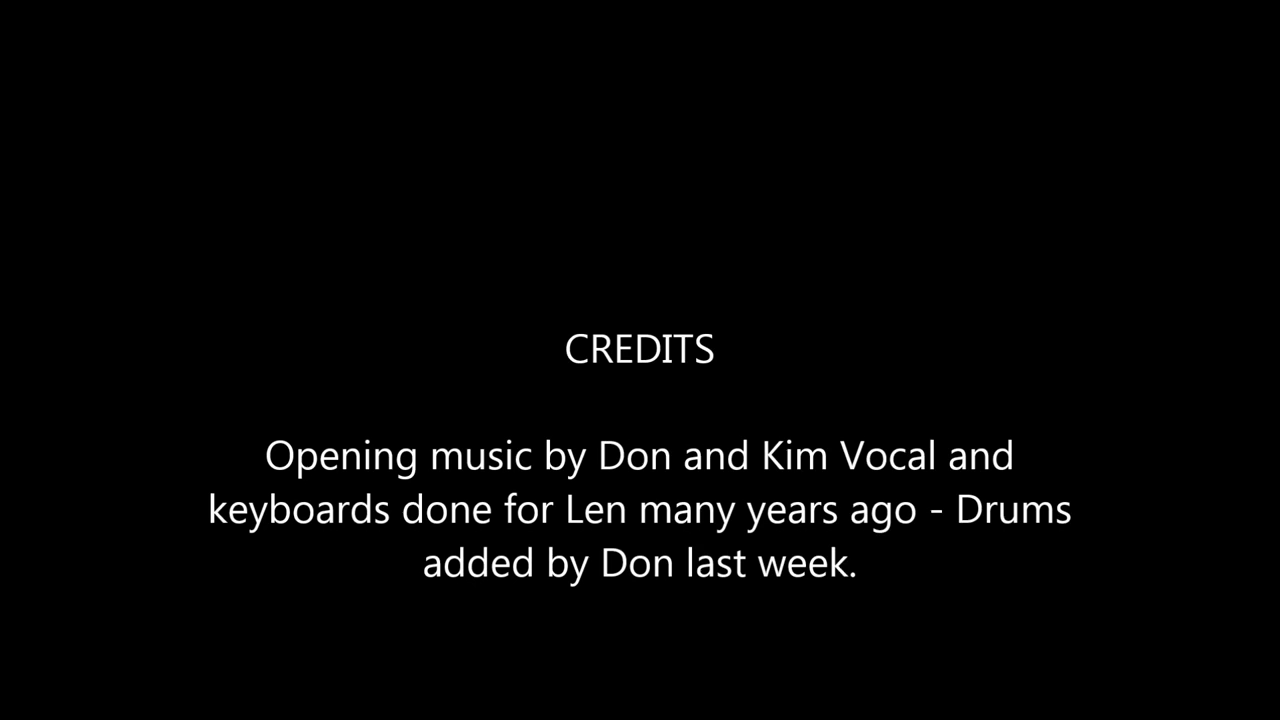 CREDITS
Opening music by Don and Kim Vocal and
keyboards done for Len many years ago - Drums
added by Don last week.